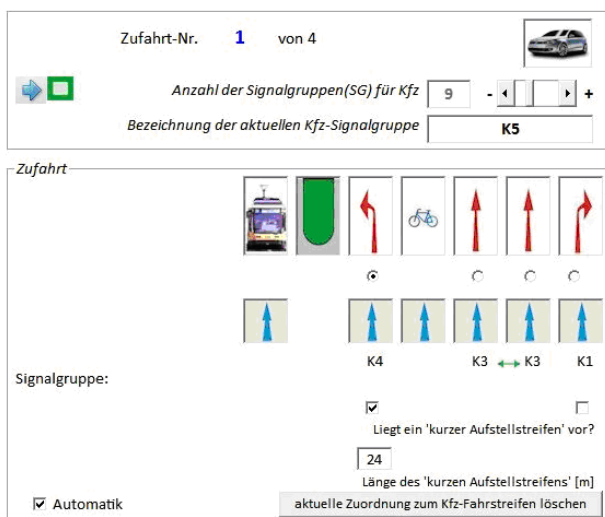 Zufahrt-Nr. 1 von 4
Anzahl der Signalgruppen(SG) für Kfz 9 - +
Bezeichnung der aktuellen Kfz-Signalgruppe K5
Zufahrt
K4 K3 K3 K1
Signalgruppe:
Liegt ein 'kurzer Aufstellstreifen' vor?
24
Länge des 'kurzen Aufstellstreifens' [m]
Automatik aktuelle Zuordnung zum Kfz-Fahrstreifen löschen